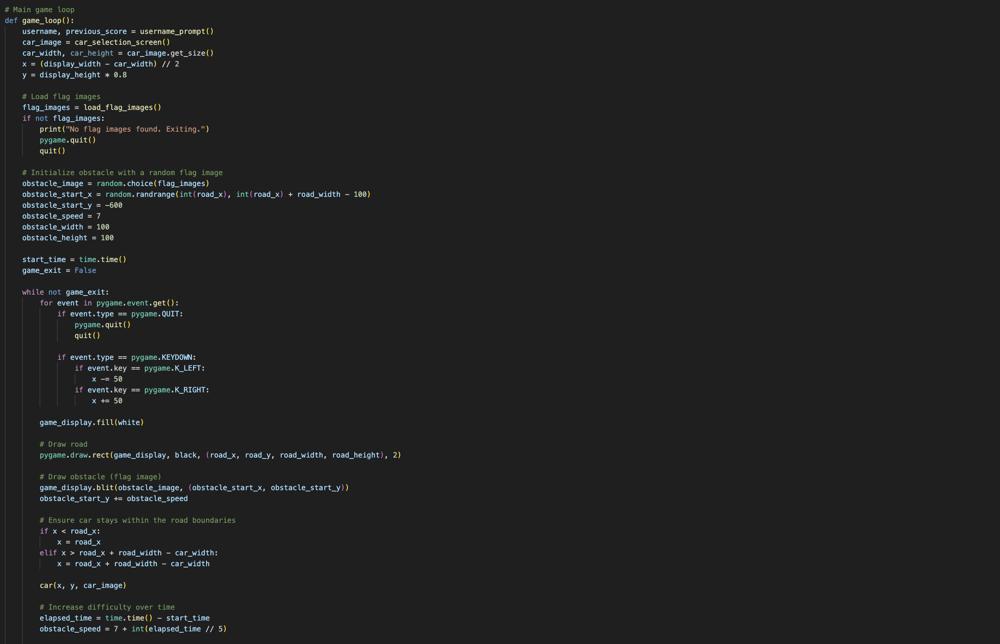 # Main game loop
def game_loop():
    username, previous_score = username_prompt()
    car_image = car_selection_screen()
    car_width, car_height = car_image.get_size()
    x = (display_width - car_width) // 2
    y = display_height * 0.8

    # Load flag images
    flag_images = load_flag_images()
    if not flag_images:
        print("No flag images found. Exiting.")
        pygame.quit()
        quit()

    # Initialize obstacle with a random flag image
    obstacle_image = random.choice(flag_images)
    obstacle_start_x = random.randrange(int(road_x), int(road_x) + road_width - 100)
    obstacle_start_y = -600
    obstacle_speed = 7
    obstacle_width = 100
    obstacle_height = 100

    start_time = time.time()
    game_exit = False

    while not game_exit:
        for event in pygame.event.get():
            if event.type == pygame.QUIT:
                pygame.quit()
                quit()

            if event.type == pygame.KEYDOWN:
                if event.key == pygame.K_LEFT:
                    x -= 50
                if event.key == pygame.K_RIGHT:
                    x += 50

        game_display.fill(white)

        # Draw road
        pygame.draw.rect(game_display, black, (road_x, road_y, road_width, road_height), 2)

        # Draw obstacle (flag image)
        game_display.blit(obstacle_image, (obstacle_start_x, obstacle_start_y))
        obstacle_start_y += obstacle_speed

        # Ensure car stays within the road boundaries
        if x < road_x:
            x = road_x
        elif x > road_x + road_width - car_width:
            x = road_x + road_width - car_width

        car(x, y, car_image)

        # Increase difficulty over time
        elapsed_time = time.time() - start_time
        obstacle_speed = 7 + int(elapsed_time // 5)